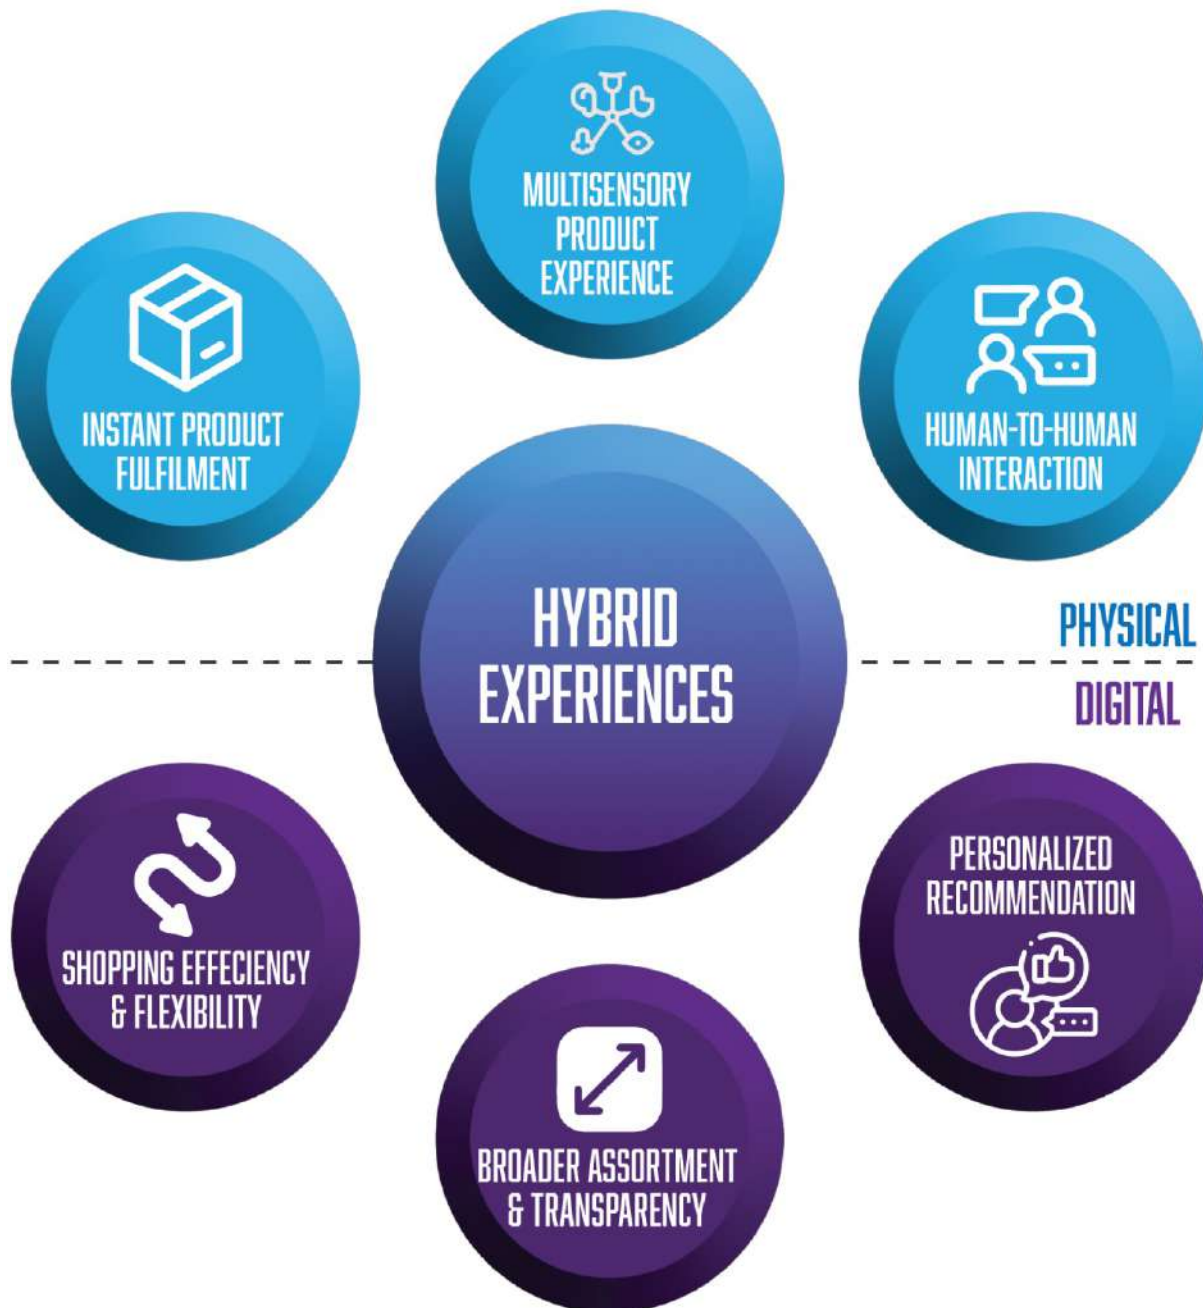 MULTISENSORY
PRODUCT
EXPERIENCE
INSTANT PRODUCT
FULFILMENT
HUMAN-TO-HUMAN
INTERACTION
HYBRID
EXPERIENCES
PHYSICAL
DIGITAL
SHOPPING EFFECIENCY
& FLEXIBILITY
PERSONALIZED
RECOMMENDATION
BROADER ASSORTMENT
& TRANSPARENCY